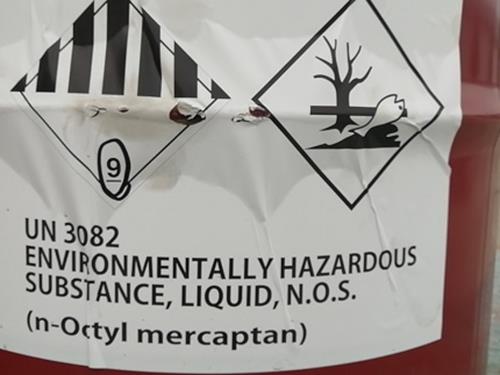 9
UN 3082
ENVIRONMENTALLY HAZARDOUS
SUBSTANCE, LIQUID, N.O.S.
(n-Octyl mercaptan)